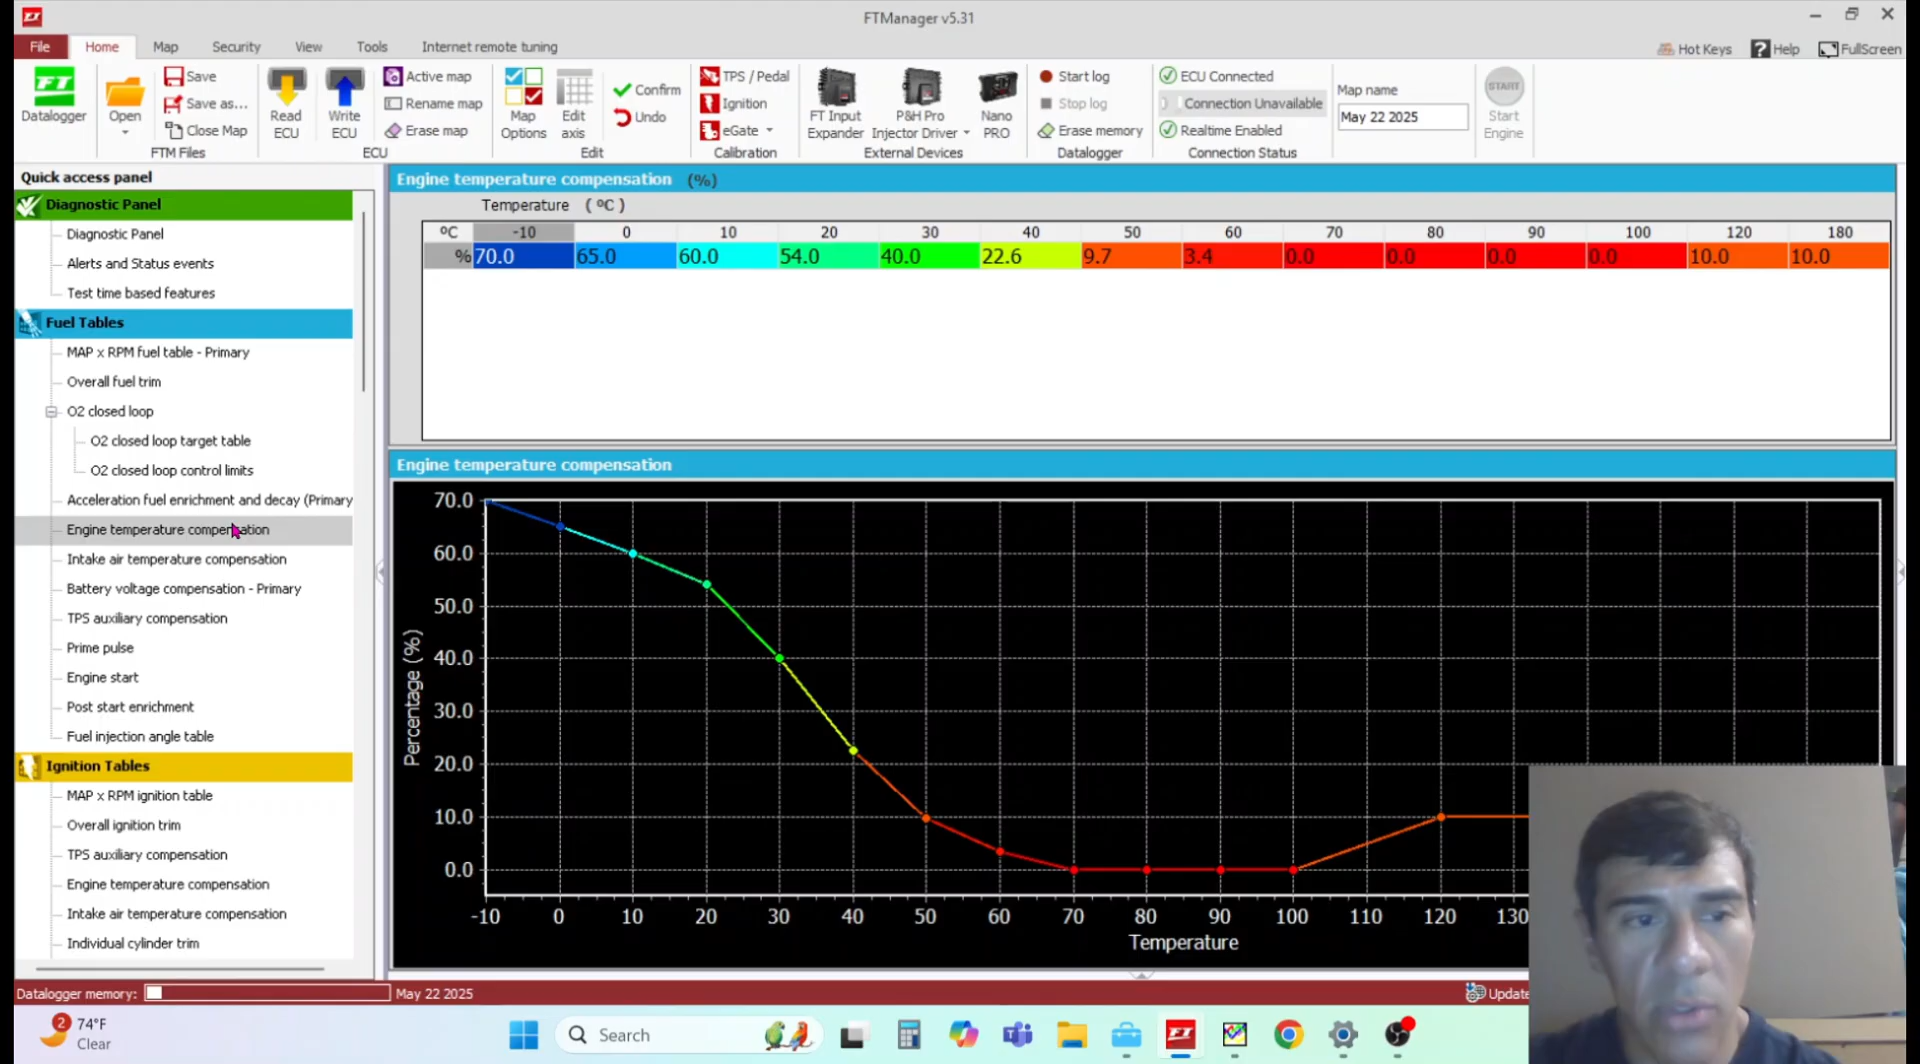 FT
FTManager v5.31
File Home Map Security View Tools Internet remote tuning
Hot Keys ? Help FullScreen
FT
Datalogger
Open
Save
Save as...
Close Map
FTM Files
Read
ECU
Write
ECU
Active map
Rename map
Erase map
ECU
Map
Options
Edit
axis
Confirm
Undo
Edit
TPS / Pedal
Ignition
eGate
Calibration
FT Input
Expander
P&H Pro
Injector Driver
Nano
PRO
External Devices
Start log
Stop log
Erase memory
Datalogger
ECU Connected
Connection Unavailable
Realtime Enabled
Connection Status
Map name
May 22 2025
START
Start
Engine
Quick access panel
Diagnostic Panel
Diagnostic Panel
Alerts and Status events
Test time based features
Fuel Tables
MAP x RPM fuel table - Primary
Overall fuel trim
O2 closed loop
O2 closed loop target table
O2 closed loop control limits
Acceleration fuel enrichment and decay (Primary
Engine temperature compensation
Intake air temperature compensation
Battery voltage compensation - Primary
TPS auxiliary compensation
Prime pulse
Engine start
Post start enrichment
Fuel injection angle table
Ignition Tables
MAP x RPM ignition table
Overall ignition trim
TPS auxiliary compensation
Engine temperature compensation
Intake air temperature compensation
Individual cylinder trim
Engine temperature compensation (%)
Temperature (ºC)
ºC -10 0 10 20 30 40 50 60 70 80 90 100 120 180
% 70.0 65.0 60.0 54.0 40.0 22.6 9.7 3.4 0.0 0.0 0.0 0.0 10.0 10.0
Engine temperature compensation
Percentage (%)
70.0
60.0
50.0
40.0
30.0
20.0
10.0
0.0
-10 0 10 20 30 40 50 60 70 80 90 100 110 120 130
Temperature
Datalogger memory: May 22 2025
Update
2
74°F
Clear
Search
FT